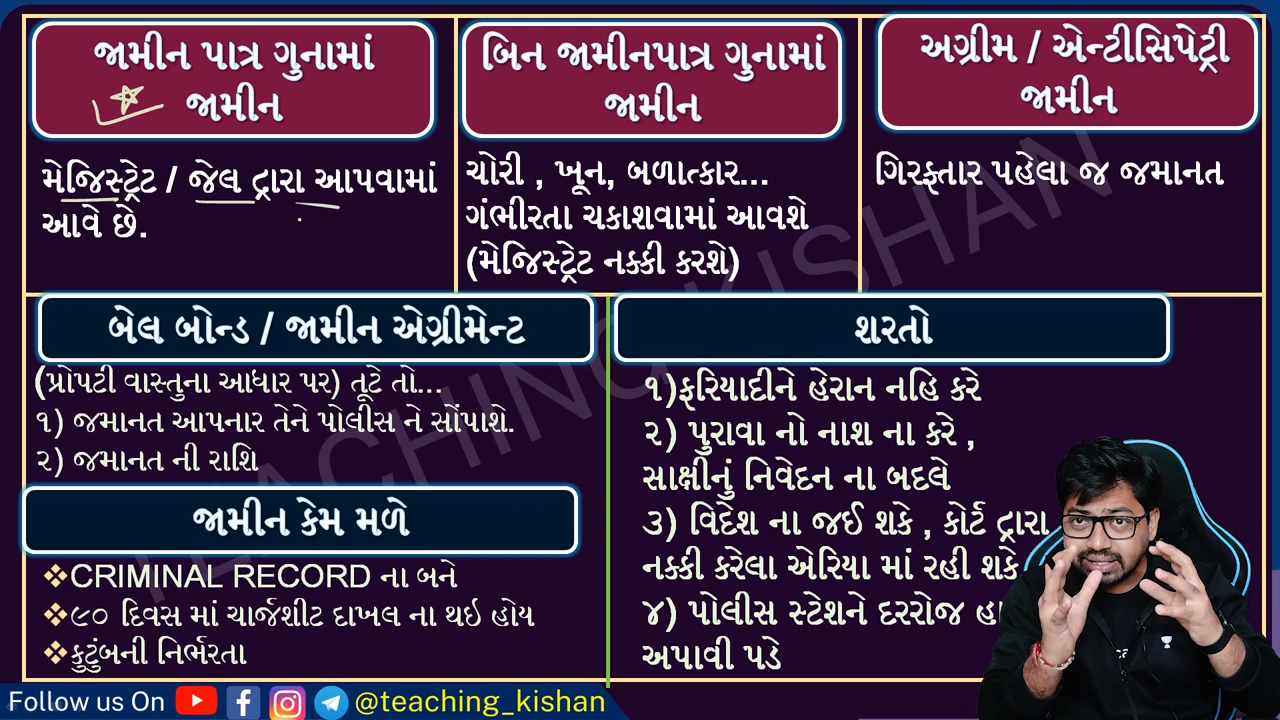 જામીન પાત્ર ગુનામાં
જામીન
બિન જામીનપાત્ર ગુનામાં
જામીન
અગ્રીમ / એન્ટીસિપેટ્રી
જામીન
મેજિસ્ટ્રેટ / જેલ દ્રારા આપવામાં
આવે છે.
ચોરી , ખૂન, બળાત્કાર...
ગંભીરતા ચકાશવામાં આવશે
(મેજિસ્ટ્રેટ નક્કી કરશે)
ગિરફ્તાર પહેલા જ જમાનત
બેલ બોન્ડ / જામીન એગ્રીમેન્ટ
(પ્રોપટી વાસ્તુના આધાર પર) તૂટે તો...
૧) જમાનત આપનાર તેને પોલીસ ને સોંપાશે.
૨) જમાનત ની રાશિ
જામીન કેમ મળે
❖CRIMINAL RECORD ના બને
❖૯૦ દિવસ માં ચાર્જશીટ દાખલ ના થઇ હોય
❖કુટુંબની નિર્ભરતા
શરતો
૧)ફરિયાદીને હેરાન નહિ કરે
૨) પુરાવા નો નાશ ના કરે ,
સાક્ષીનું નિવેદન ના બદલે
૩) વિદેશ ના જઈ શકે , કોર્ટ દ્રારા
નક્કી કરેલા એરિયા માં રહી શકે
૪) પોલીસ સ્ટેશને દરરોજ
અપાવી પડે
TEACHING KISHAN
Follow us On @teaching_kishan